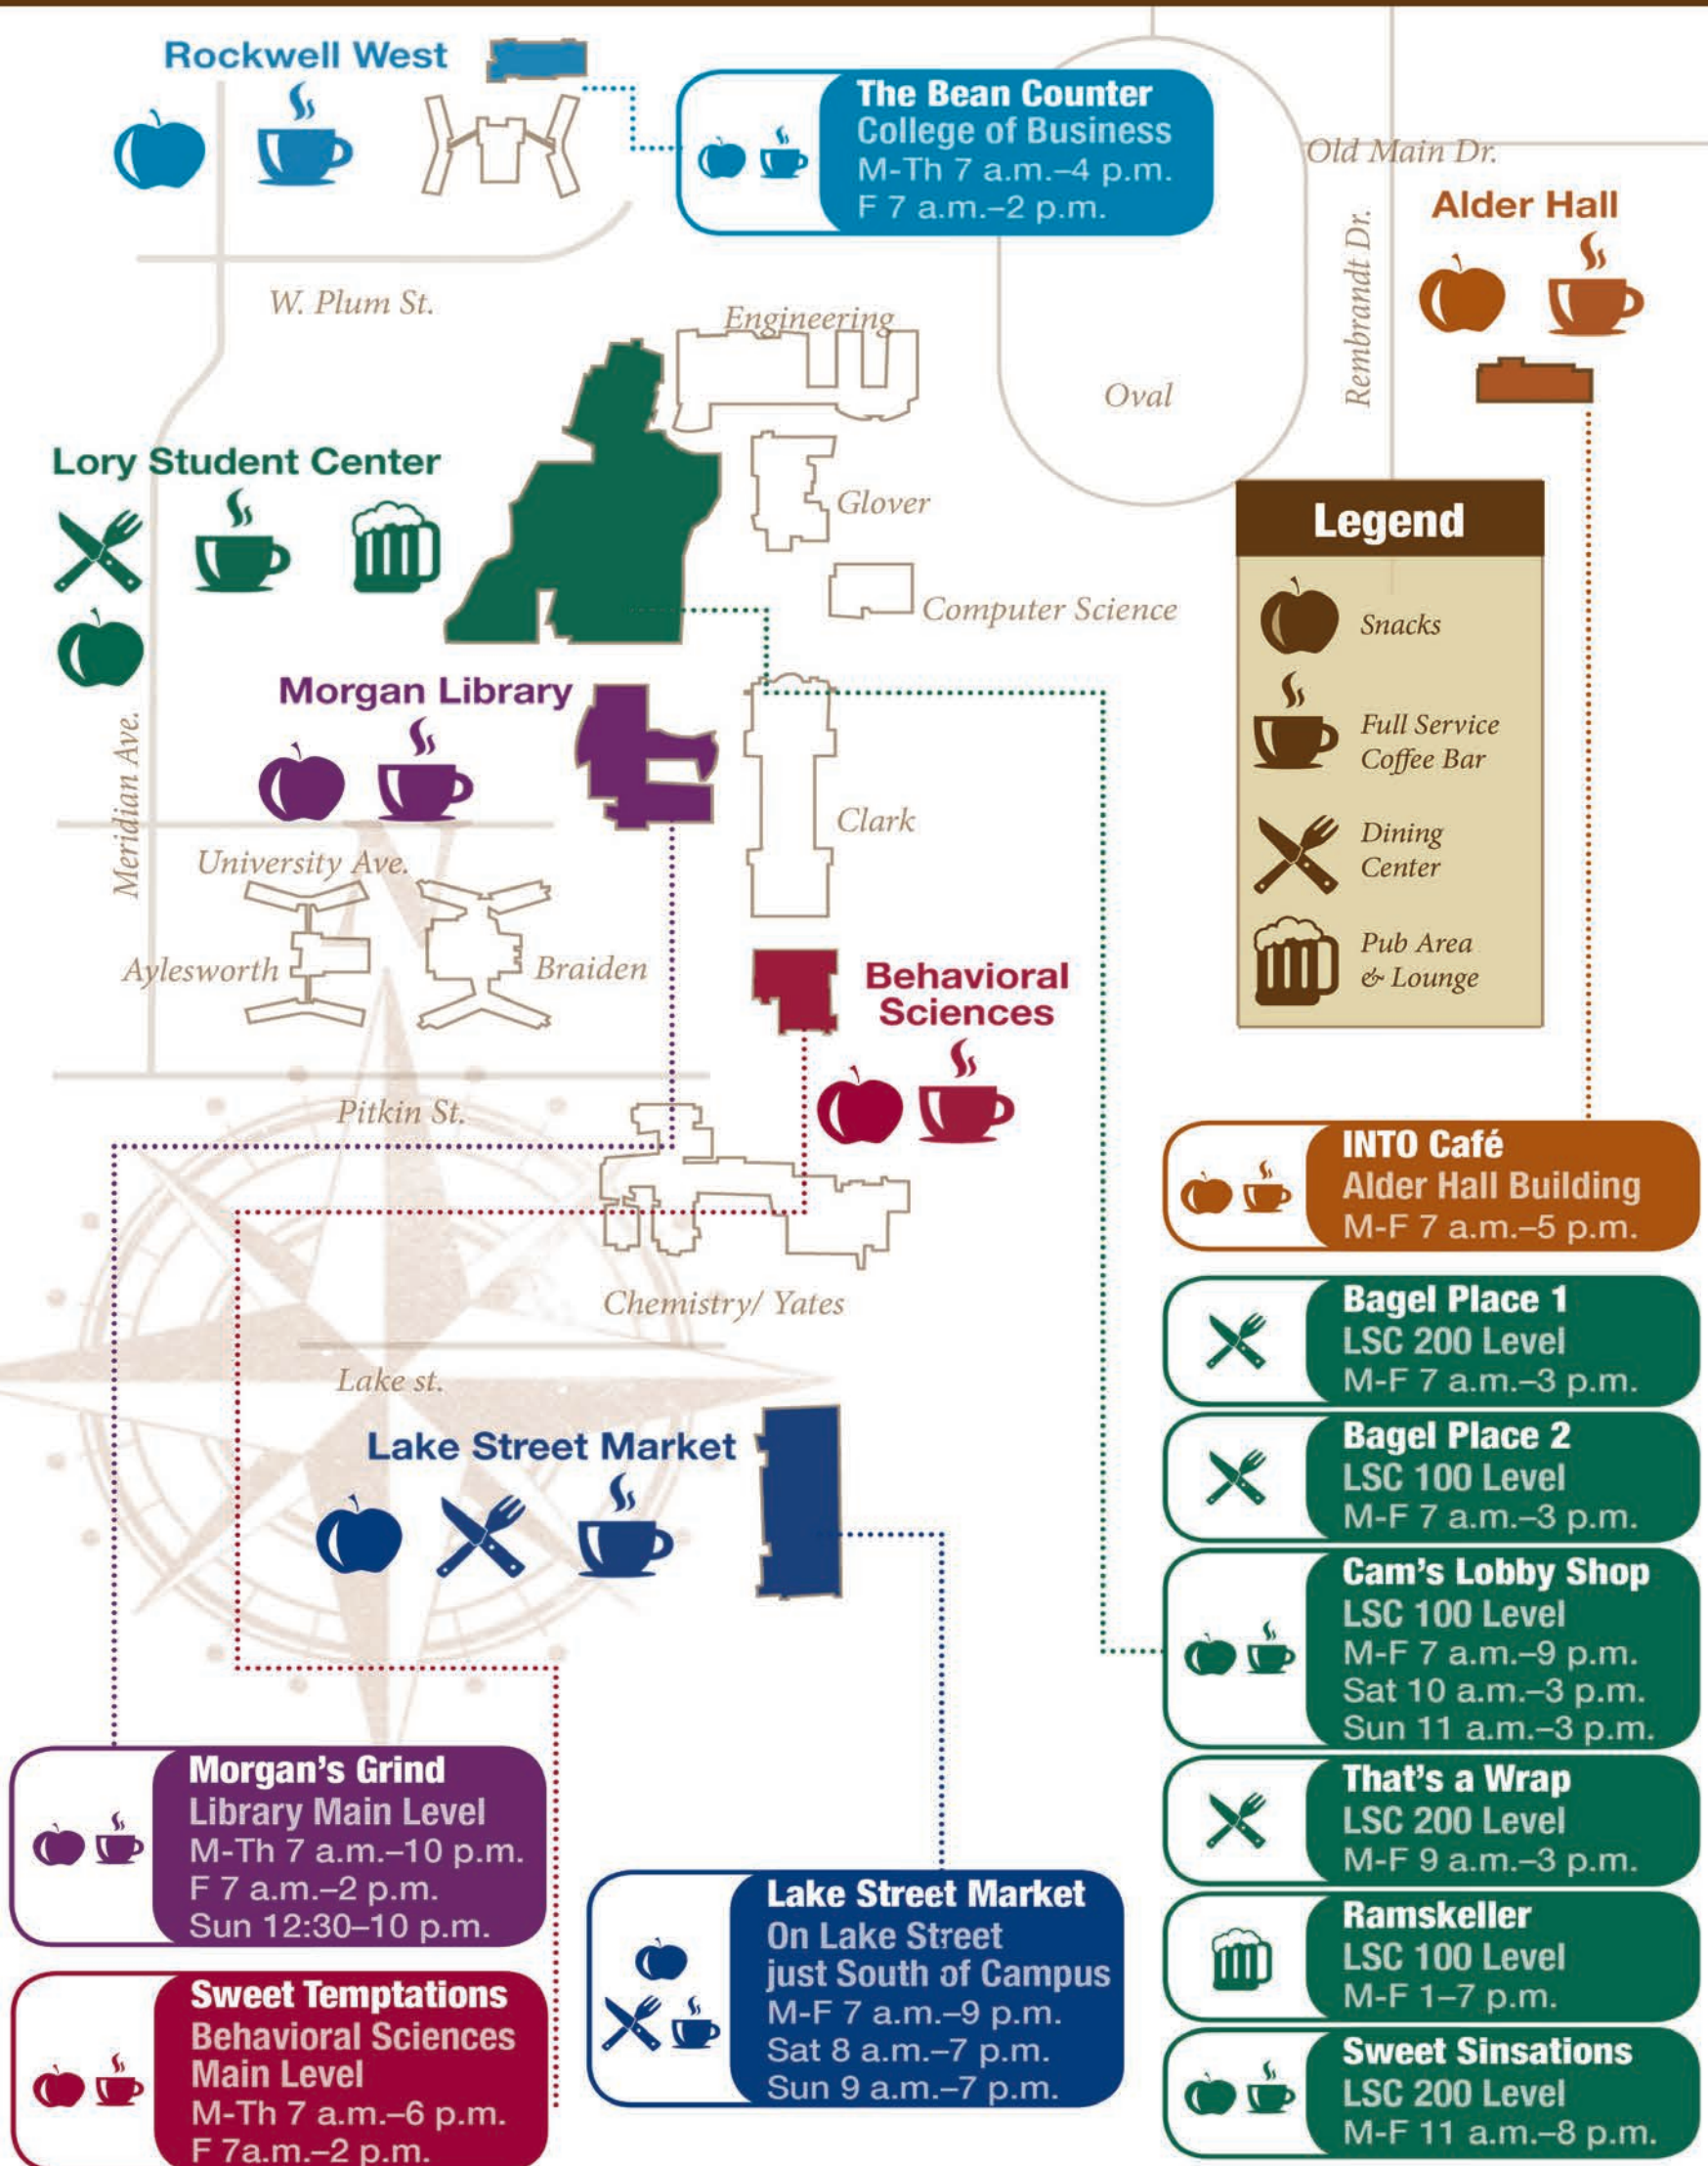 Rockwell West
The Bean Counter
College of Business
M-Th 7 a.m.–4 p.m.
F 7 a.m.–2 p.m.
Old Main Dr.
Alder Hall
Rembrandt Dr.
W. Plum St.
Engineering
Oval
Lory Student Center
Glover
Computer Science
Legend
Snacks
Full Service
Coffee Bar
Dining
Center
Pub Area
& Lounge
Morgan Library
Meridian Ave.
Clark
University Ave.
N
Aylesworth
Braiden
Behavioral
Sciences
Pitkin St.
Chemistry/ Yates
Lake st.
Lake Street Market
INTO Café
Alder Hall Building
M-F 7 a.m.–5 p.m.
Bagel Place 1
LSC 200 Level
M-F 7 a.m.–3 p.m.
Bagel Place 2
LSC 100 Level
M-F 7 a.m.–3 p.m.
Cam's Lobby Shop
LSC 100 Level
M-F 7 a.m.–9 p.m.
Sat 10 a.m.–3 p.m.
Sun 11 a.m.–3 p.m.
That's a Wrap
LSC 200 Level
M-F 9 a.m.–3 p.m.
Ramskeller
LSC 100 Level
M-F 1–7 p.m.
Sweet Sinsations
LSC 200 Level
M-F 11 a.m.–8 p.m.
Morgan's Grind
Library Main Level
M-Th 7 a.m.–10 p.m.
F 7 a.m.–2 p.m.
Sun 12:30–10 p.m.
Sweet Temptations
Behavioral Sciences
Main Level
M-Th 7 a.m.–6 p.m.
F 7a.m.–2 p.m.
Lake Street Market
On Lake Street
just South of Campus
M-F 7 a.m.–9 p.m.
Sat 8 a.m.–7 p.m.
Sun 9 a.m.–7 p.m.